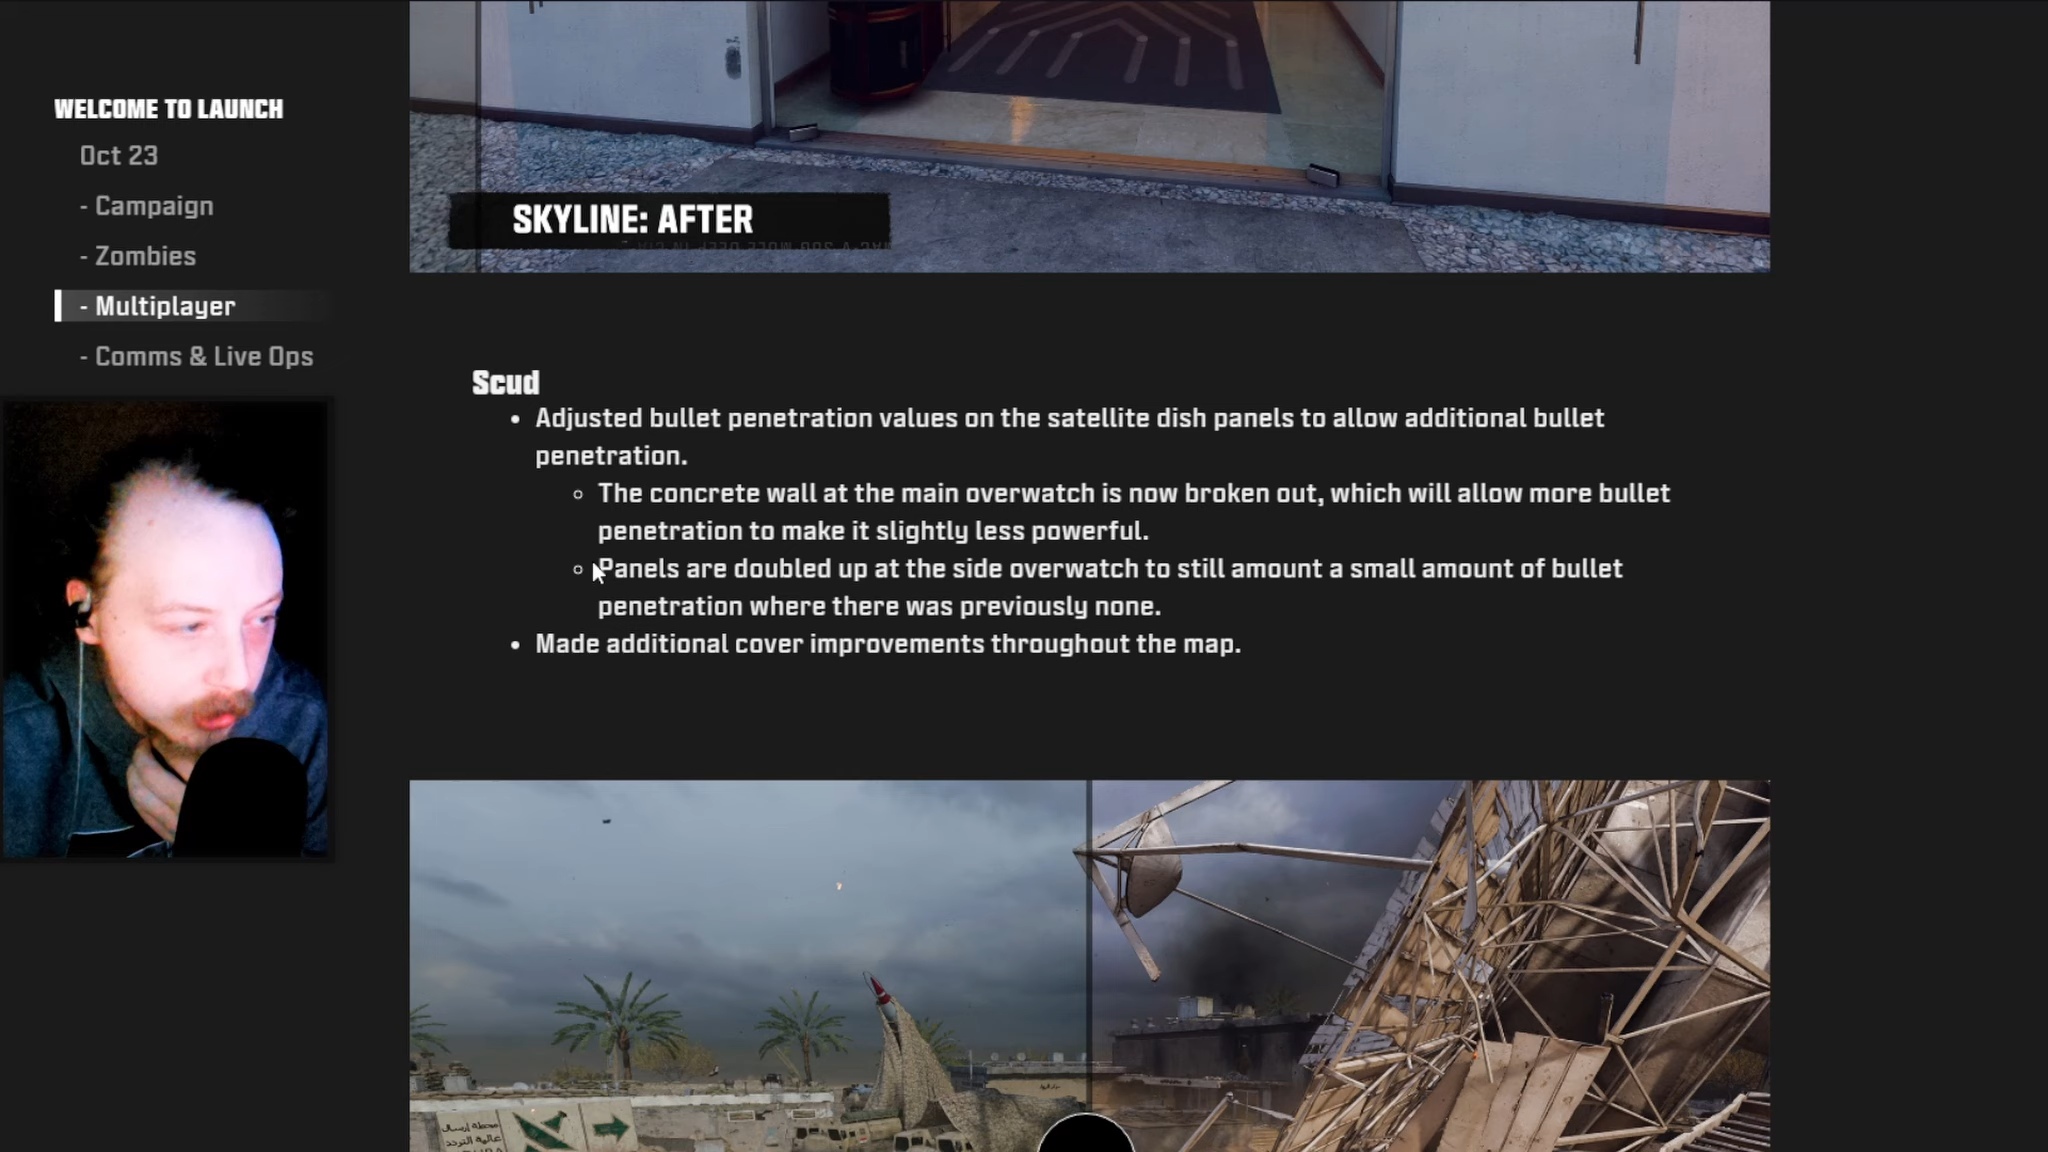 WELCOME TO LAUNCH
Oct 23
- Campaign
- Zombies
- Multiplayer
- Comms & Live Ops
SKYLINE: AFTER
Scud
• Adjusted bullet penetration values on the satellite dish panels to allow additional bullet
penetration.
◦ The concrete wall at the main overwatch is now broken out, which will allow more bullet
penetration to make it slightly less powerful.
◦ Panels are doubled up at the side overwatch to still amount a small amount of bullet
penetration where there was previously none.
• Made additional cover improvements throughout the map.
محطة إرسال
عالية التردد